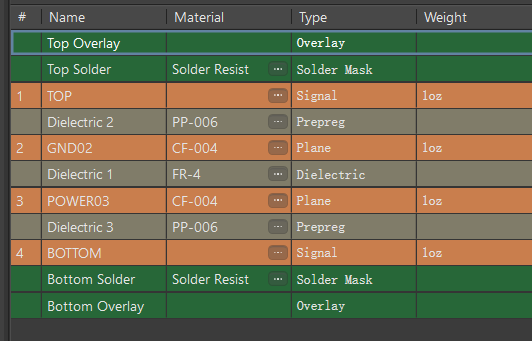 # Name Material Type Weight
Top Overlay Overlay
Top Solder Solder Resist ... Solder Mask
1 TOP ... Signal 1oz
Dielectric 2 PP-006 ... Prepreg
2 GND02 CF-004 ... Plane 1oz
Dielectric 1 FR-4 ... Dielectric
3 POWER03 CF-004 ... Plane 1oz
Dielectric 3 PP-006 ... Prepreg
4 BOTTOM ... Signal 1oz
Bottom Solder Solder Resist ... Solder Mask
Bottom Overlay Overlay